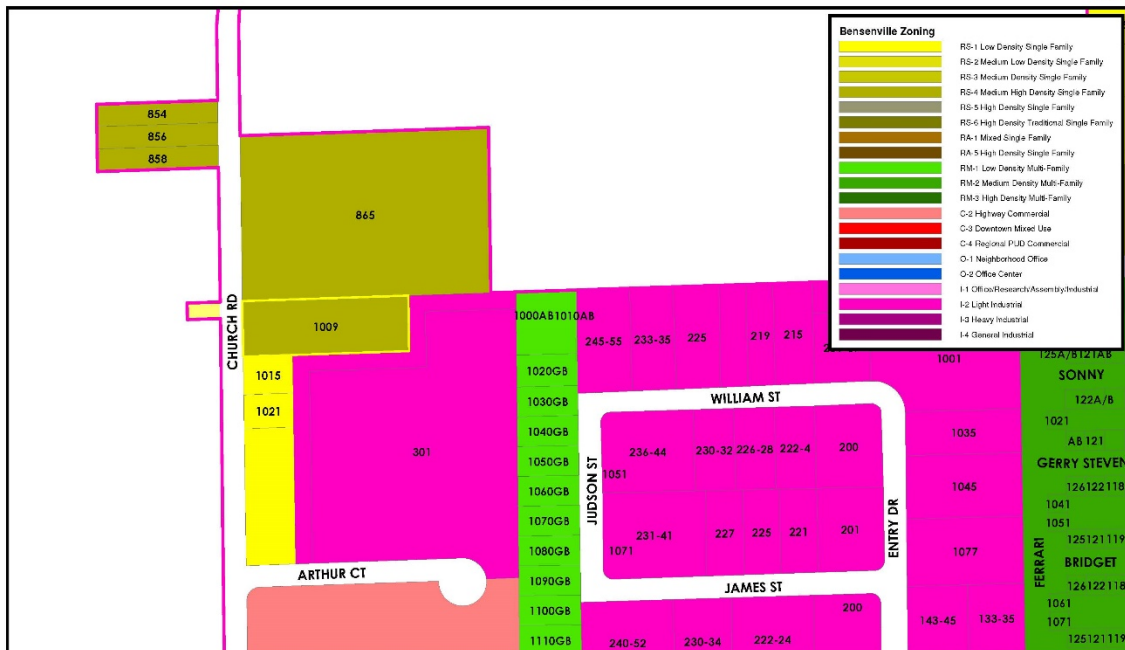 Bensenville Zoning
RS-1 Low Density Single Family
RS-2 Medium Low Density Single Family
RS-3 Medium Density Single Family
RS-4 Medium High Density Single Family
RS-5 High Density Single Family
RS-6 High Density Traditional Single Family
RA-1 Mixed Single Family
RA-5 High Density Single Family
RM-1 Low Density Multi-Family
RM-2 Medium Density Multi-Family
RM-3 High Density Multi-Family
C-2 Highway Commercial
C-3 Downtown Mixed Use
C-4 Regional PUD Commercial
O-1 Neighborhood Office
O-2 Office Center
I-1 Office/Research/Assembly/Industrial
I-2 Light Industrial
I-3 Heavy Industrial
I-4 General Industrial
854
856
858
865
CHURCH RD
1009
1015
1021
301
ARTHUR CT
1000AB1010AB
1020GB
1030GB
1040GB
1050GB
1060GB
1070GB
1080GB
1090GB
1100GB
1110GB
245-55
233-35
225
219
215
1001
WILLIAM ST
JUDSON ST
1051
236-44
230-32
226-28
222-4
200
1071
231-41
227
225
221
201
ENTRY DR
JAMES ST
240-52
230-34
222-24
200
1035
1045
1077
143-45
133-35
125A/B121AB
SONNY
122A/B
1021
AB 121
GERRY STEVEN
126122118
1041
1051
125121119
FERRARI
BRIDGET
126122118
1061
1071
125121119